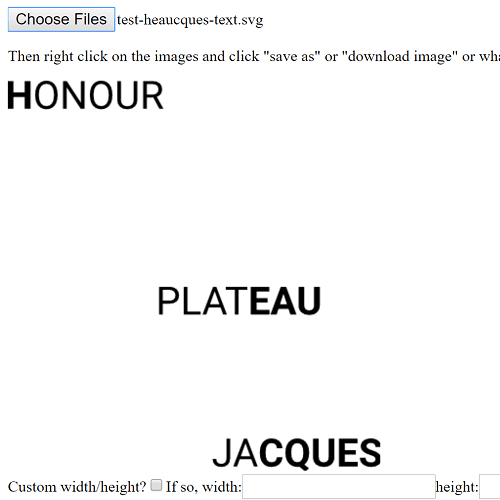 Choose Files test-heaucques-text.svg
Then right click on the images and click "save as" or "download image" or
HONOUR
PLATEAU
JACQUES
Custom width/height? If so, width: height: